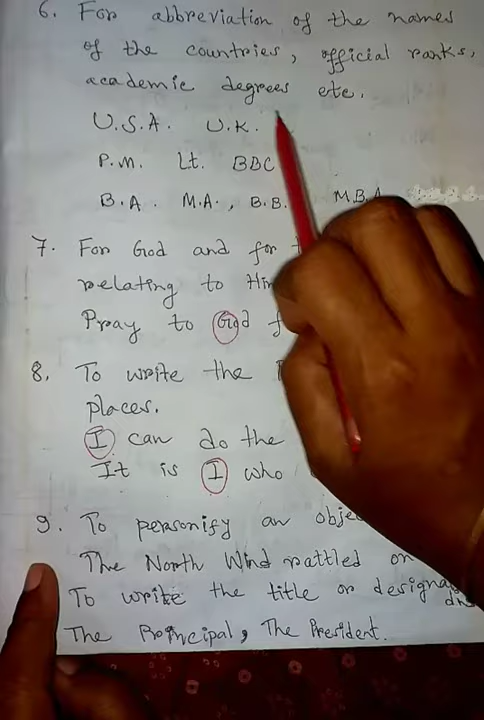 6. For abbreviation of the names
of the countries, official ranks,
academic degrees etc.
U.S.A. U.K.
P.M. Lt. BBC
B.A. M.A., B.B. M.B.A
7. For God and for
relating to Him
Pray to God
8. To write the
places.
I can do the
It is I who
9. To personify an
The North Wind rattled on
To write the title or
The Principal, The President.